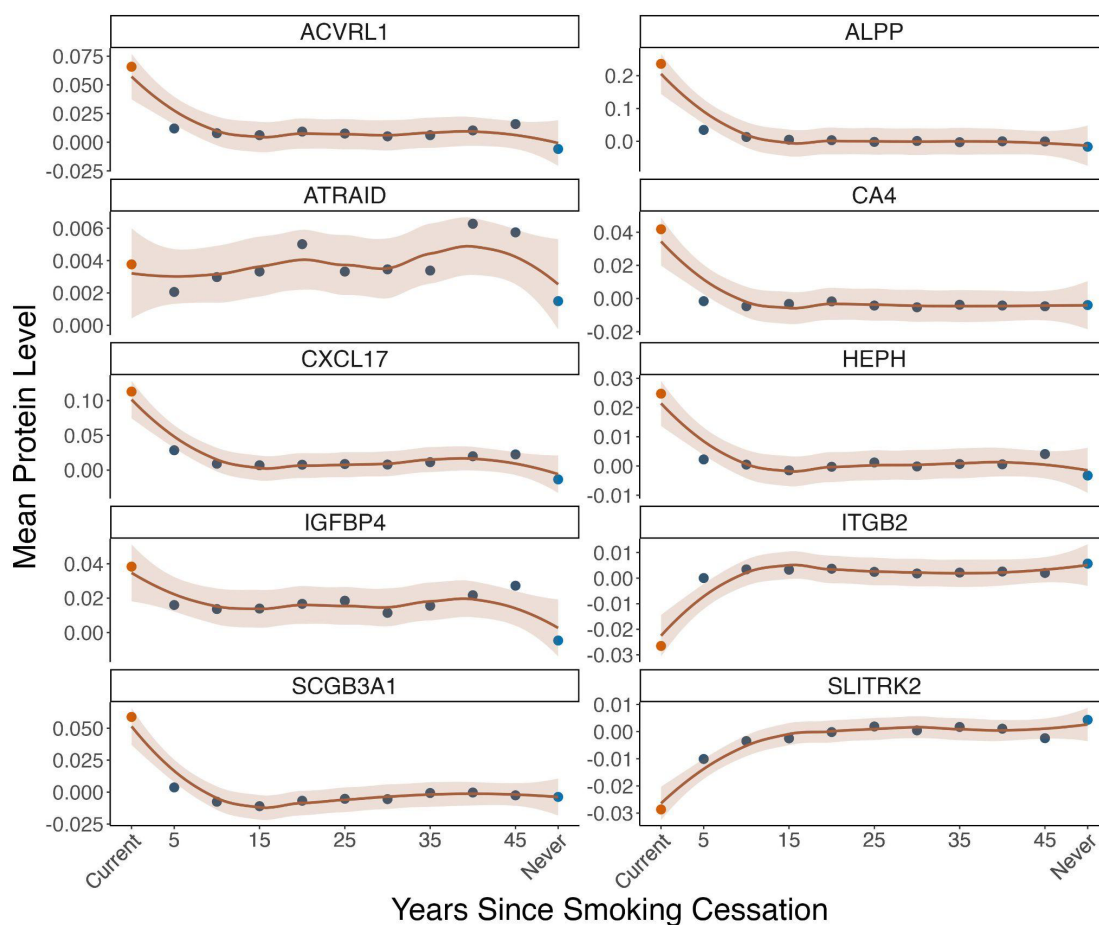 ACVRL1
ALPP
0.075
0.050
0.025
0.000
-0.025
0.2
0.1
0.0
ATRAID
CA4
0.006
0.004
0.002
0.000
0.04
0.02
0.00
-0.02
CXCL17
HEPH
0.10
0.05
0.00
0.03
0.02
0.01
0.00
-0.01
IGFBP4
ITGB2
0.04
0.02
0.00
0.01
0.00
-0.01
-0.02
-0.03
SCGB3A1
SLITRK2
0.050
0.025
0.000
-0.025
0.01
0.00
-0.01
-0.02
-0.03
Current 5 15 25 35 45 Never
Current 5 15 25 35 45 Never
Mean Protein Level
Years Since Smoking Cessation